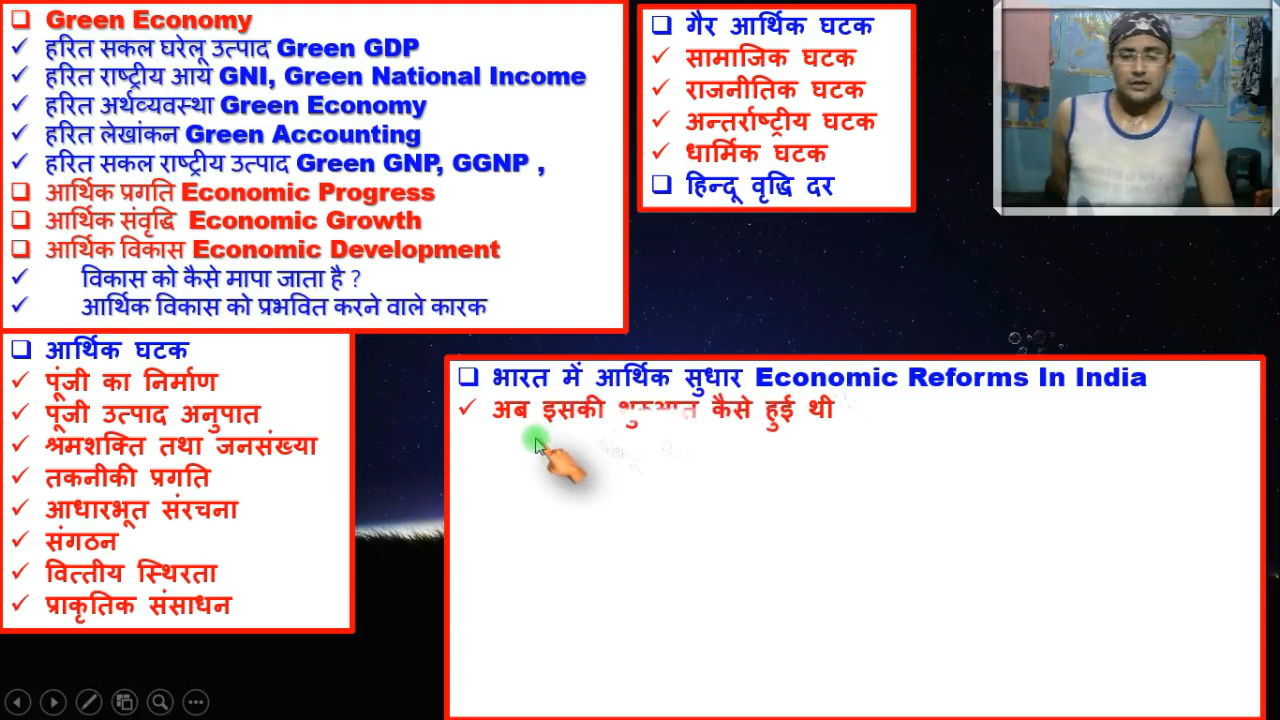 Green Economy
हरित सकल घरेलू उत्पाद Green GDP
हरित राष्ट्रीय आय GNI, Green National Income
हरित अर्थव्यवस्था Green Economy
हरित लेखांकन Green Accounting
हरित सकल राष्ट्रीय उत्पाद Green GNP, GGNP ,
आर्थिक प्रगति Economic Progress
आर्थिक संवृद्धि Economic Growth
आर्थिक विकास Economic Development
विकास को कैसे मापा जाता है ?
आर्थिक विकास को प्रभवित करने वाले कारक
गैर आर्थिक घटक
सामाजिक घटक
राजनीतिक घटक
अन्तर्राष्ट्रीय घटक
धार्मिक घटक
हिन्दू वृद्धि दर
आर्थिक घटक
पूंजी का निर्माण
पूंजी उत्पाद अनुपात
श्रमशक्ति तथा जनसंख्या
तकनीकी प्रगति
आधारभूत संरचना
संगठन
वित्तीय स्थिरता
प्राकृतिक संसाधन
भारत में आर्थिक सुधार Economic Reforms In India
अब इसकी शुरुआत कैसे हुई थी